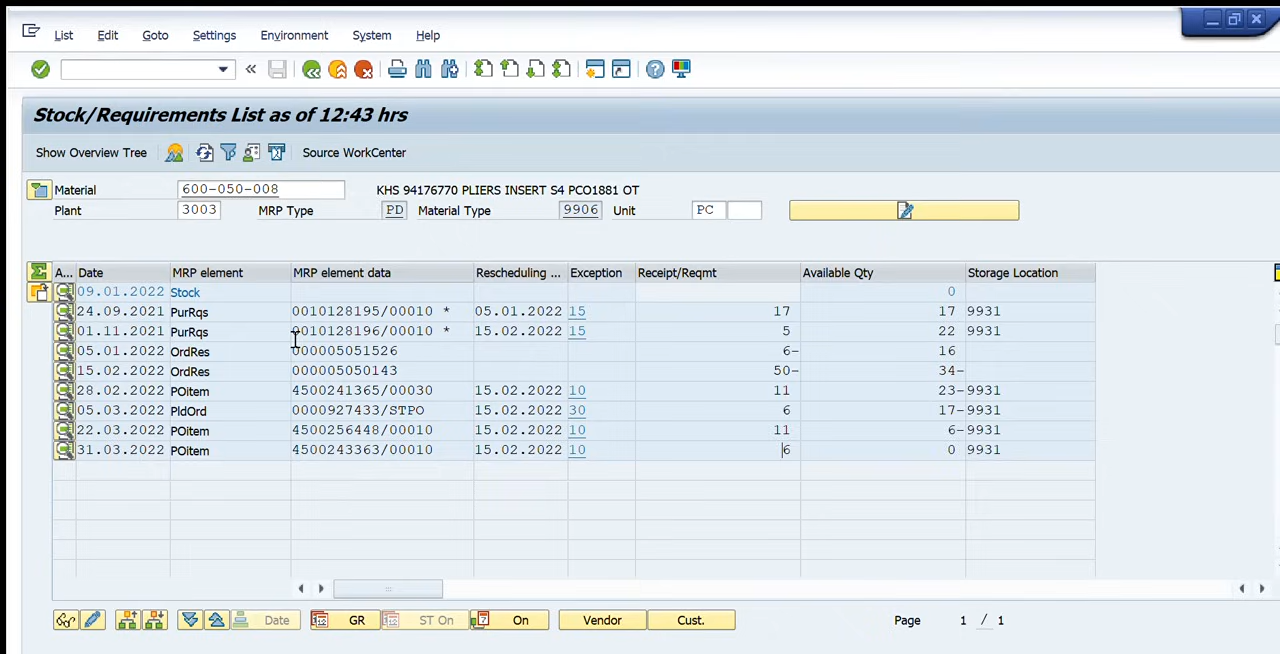 List Edit Goto Settings Environment System Help
Stock/Requirements List as of 12:43 hrs
Show Overview Tree Source WorkCenter
Material 600-050-008 KHS 94176770 PLIERS INSERT S4 PCO1881 OT
Plant 3003 MRP Type PD Material Type 9906 Unit PC
A... Date MRP element MRP element data Rescheduling ... Exception Receipt/Reqmt Available Qty Storage Location
09.01.2022 Stock 0
24.09.2021 PurRqs 0010128195/00010 * 05.01.2022 15 17 17 9931
01.11.2021 PurRqs 0010128196/00010 * 15.02.2022 15 5 22 9931
05.01.2022 OrdRes 000005051526 6- 16
15.02.2022 OrdRes 000005050143 50- 34-
28.02.2022 POitem 4500241365/00030 15.02.2022 10 11 23- 9931
05.03.2022 PldOrd 0000927433/STPO 15.02.2022 30 6 17- 9931
22.03.2022 POitem 4500256448/00010 15.02.2022 10 11 6- 9931
31.03.2022 POitem 4500243363/00010 15.02.2022 10 6 0 9931
Date GR ST On On Vendor Cust. Page 1 / 1